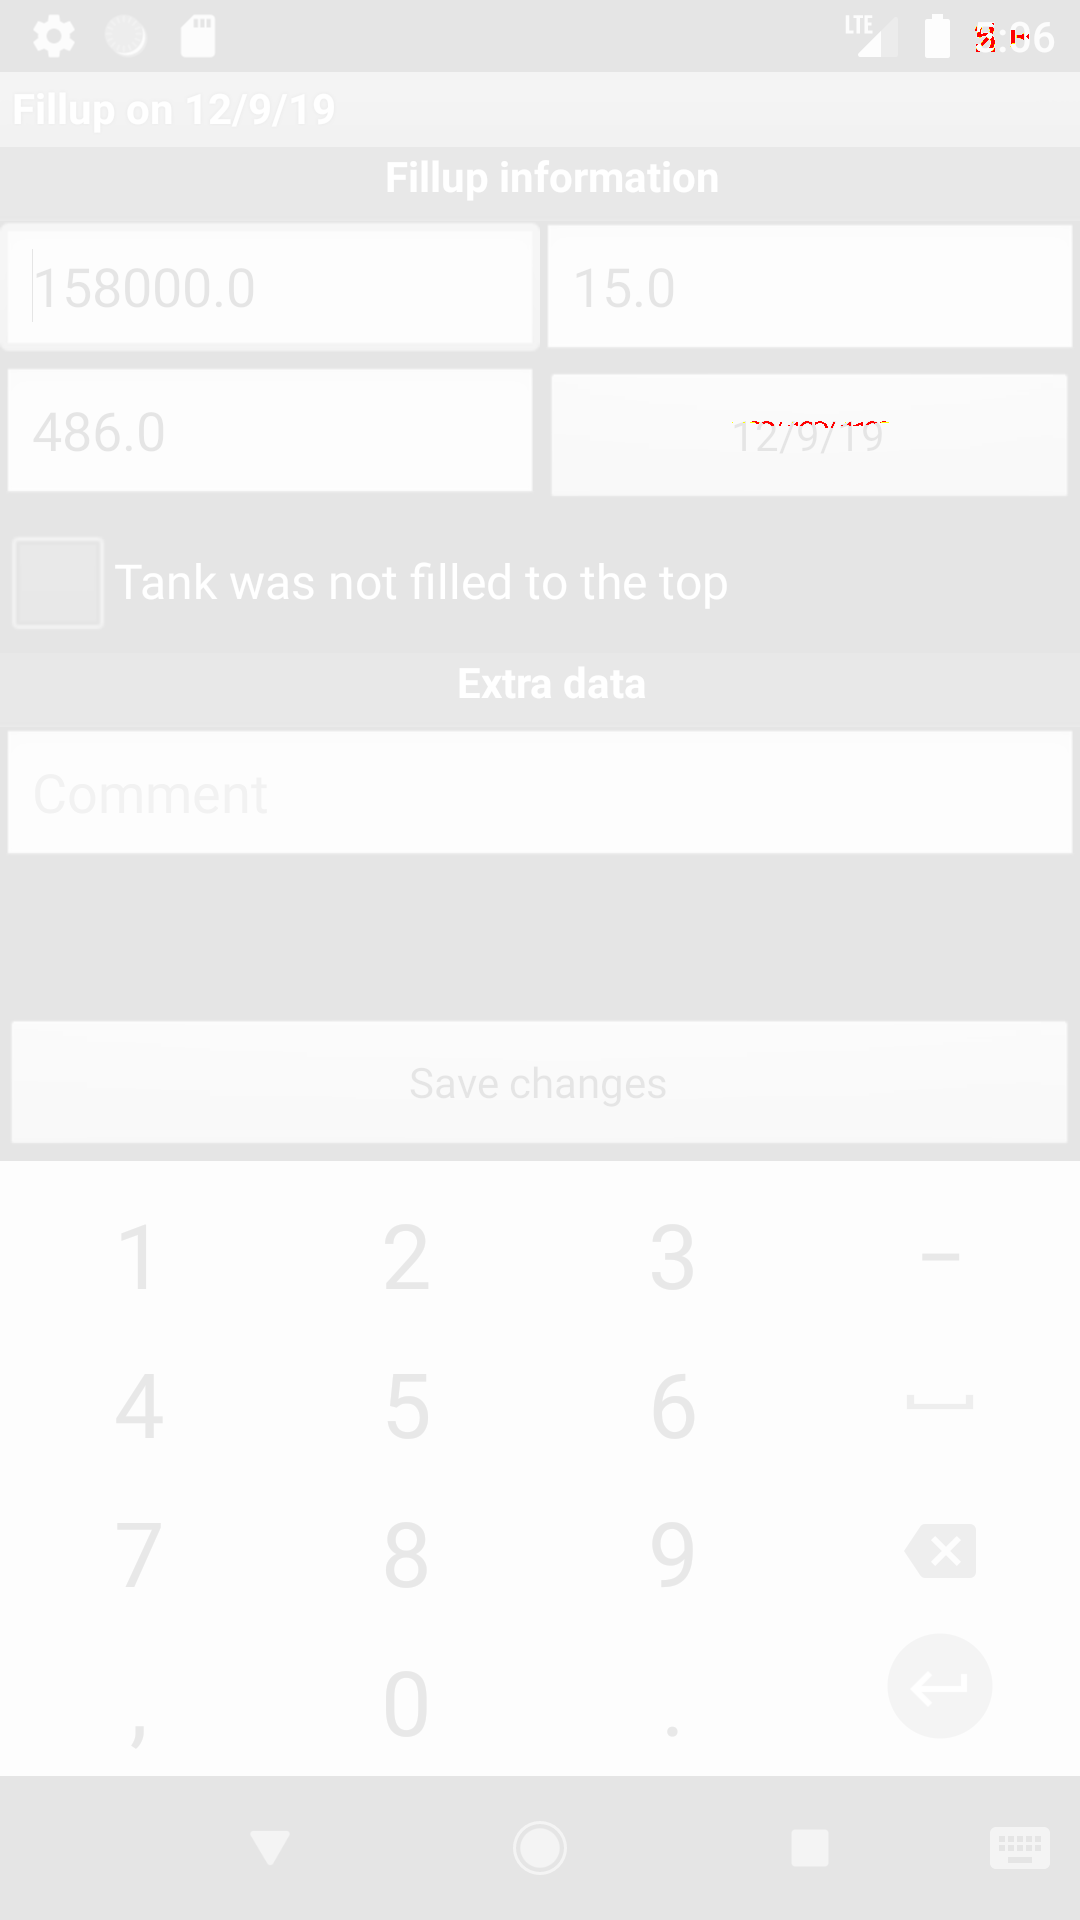 LTE
Fillup on 12/9/19
Fillup information
158000.0 15.0
486.0 12/9/19
Tank was not filled to the top
Extra data
Comment
Save changes
1 2 3 –
4 5 6
7 8 9
, 0 .